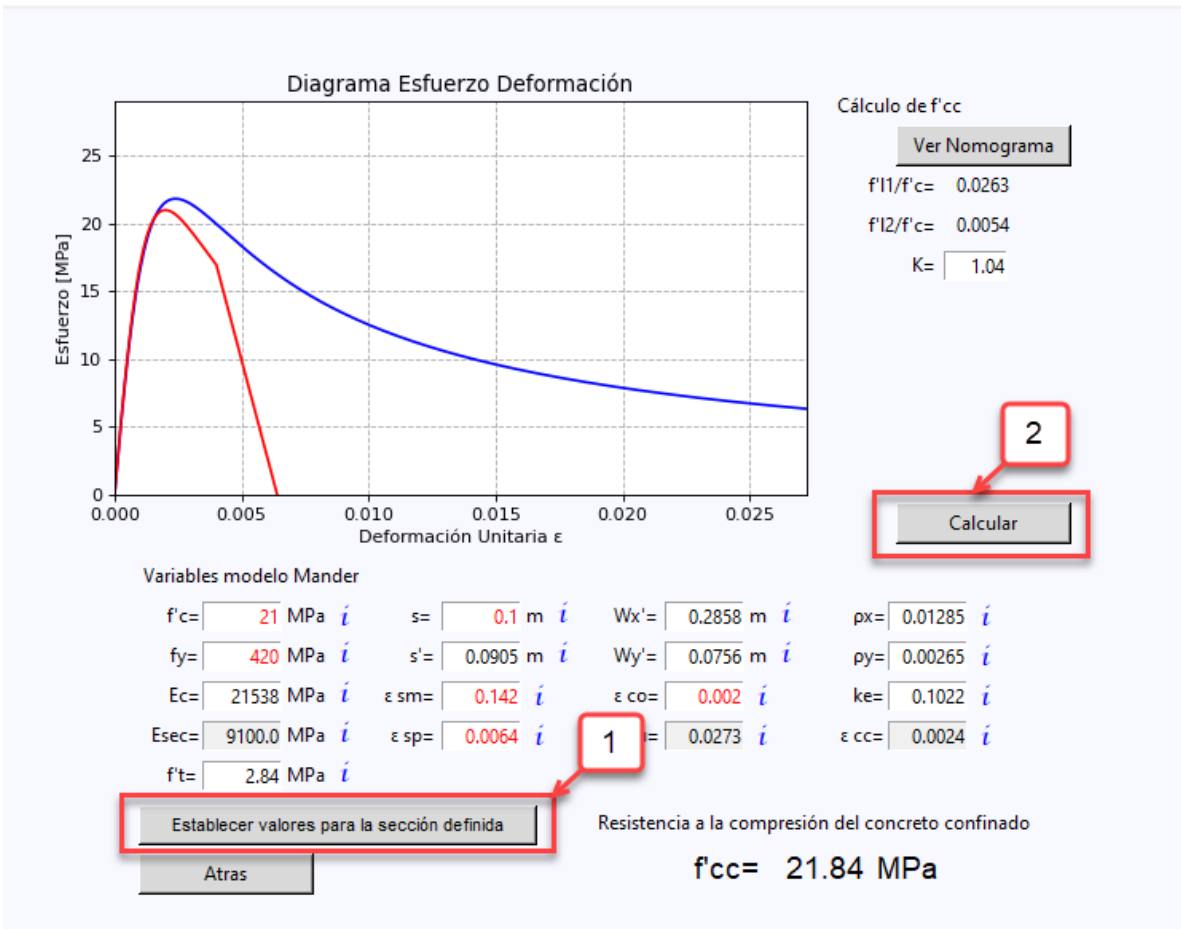 Diagrama Esfuerzo Deformación
Esfuerzo [MPa]
25
20
15
10
5
0
0.000 0.005 0.010 0.015 0.020 0.025
Deformación Unitaria ε
Cálculo de f'cc
Ver Nomograma
f'l1/f'c= 0.0263
f'l2/f'c= 0.0054
K= 1.04
2
Calcular
Variables modelo Mander
f'c= 21 MPa i s= 0.1 m i Wx'= 0.2858 m i ρx= 0.01285 i
fy= 420 MPa i s'= 0.0905 m i Wy'= 0.0756 m i ρy= 0.00265 i
Ec= 21538 MPa i ε sm= 0.142 i ε co= 0.002 i ke= 0.1022 i
Esec= 9100.0 MPa i ε sp= 0.0064 i 1 = 0.0273 i ε cc= 0.0024 i
f't= 2.84 MPa i
Establecer valores para la sección definida
Atras
Resistencia a la compresión del concreto confinado
f'cc= 21.84 MPa